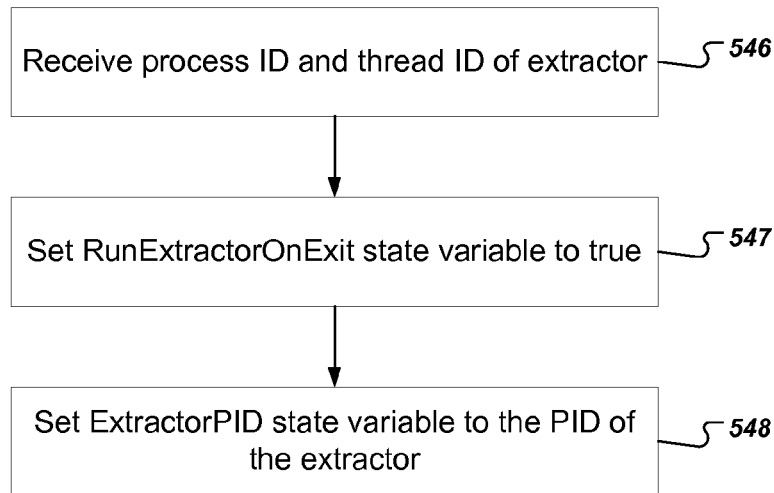 Receive process ID and thread ID of extractor
546
Set RunExtractorOnExit state variable to true
547
Set ExtractorPID state variable to the PID of
the extractor
548